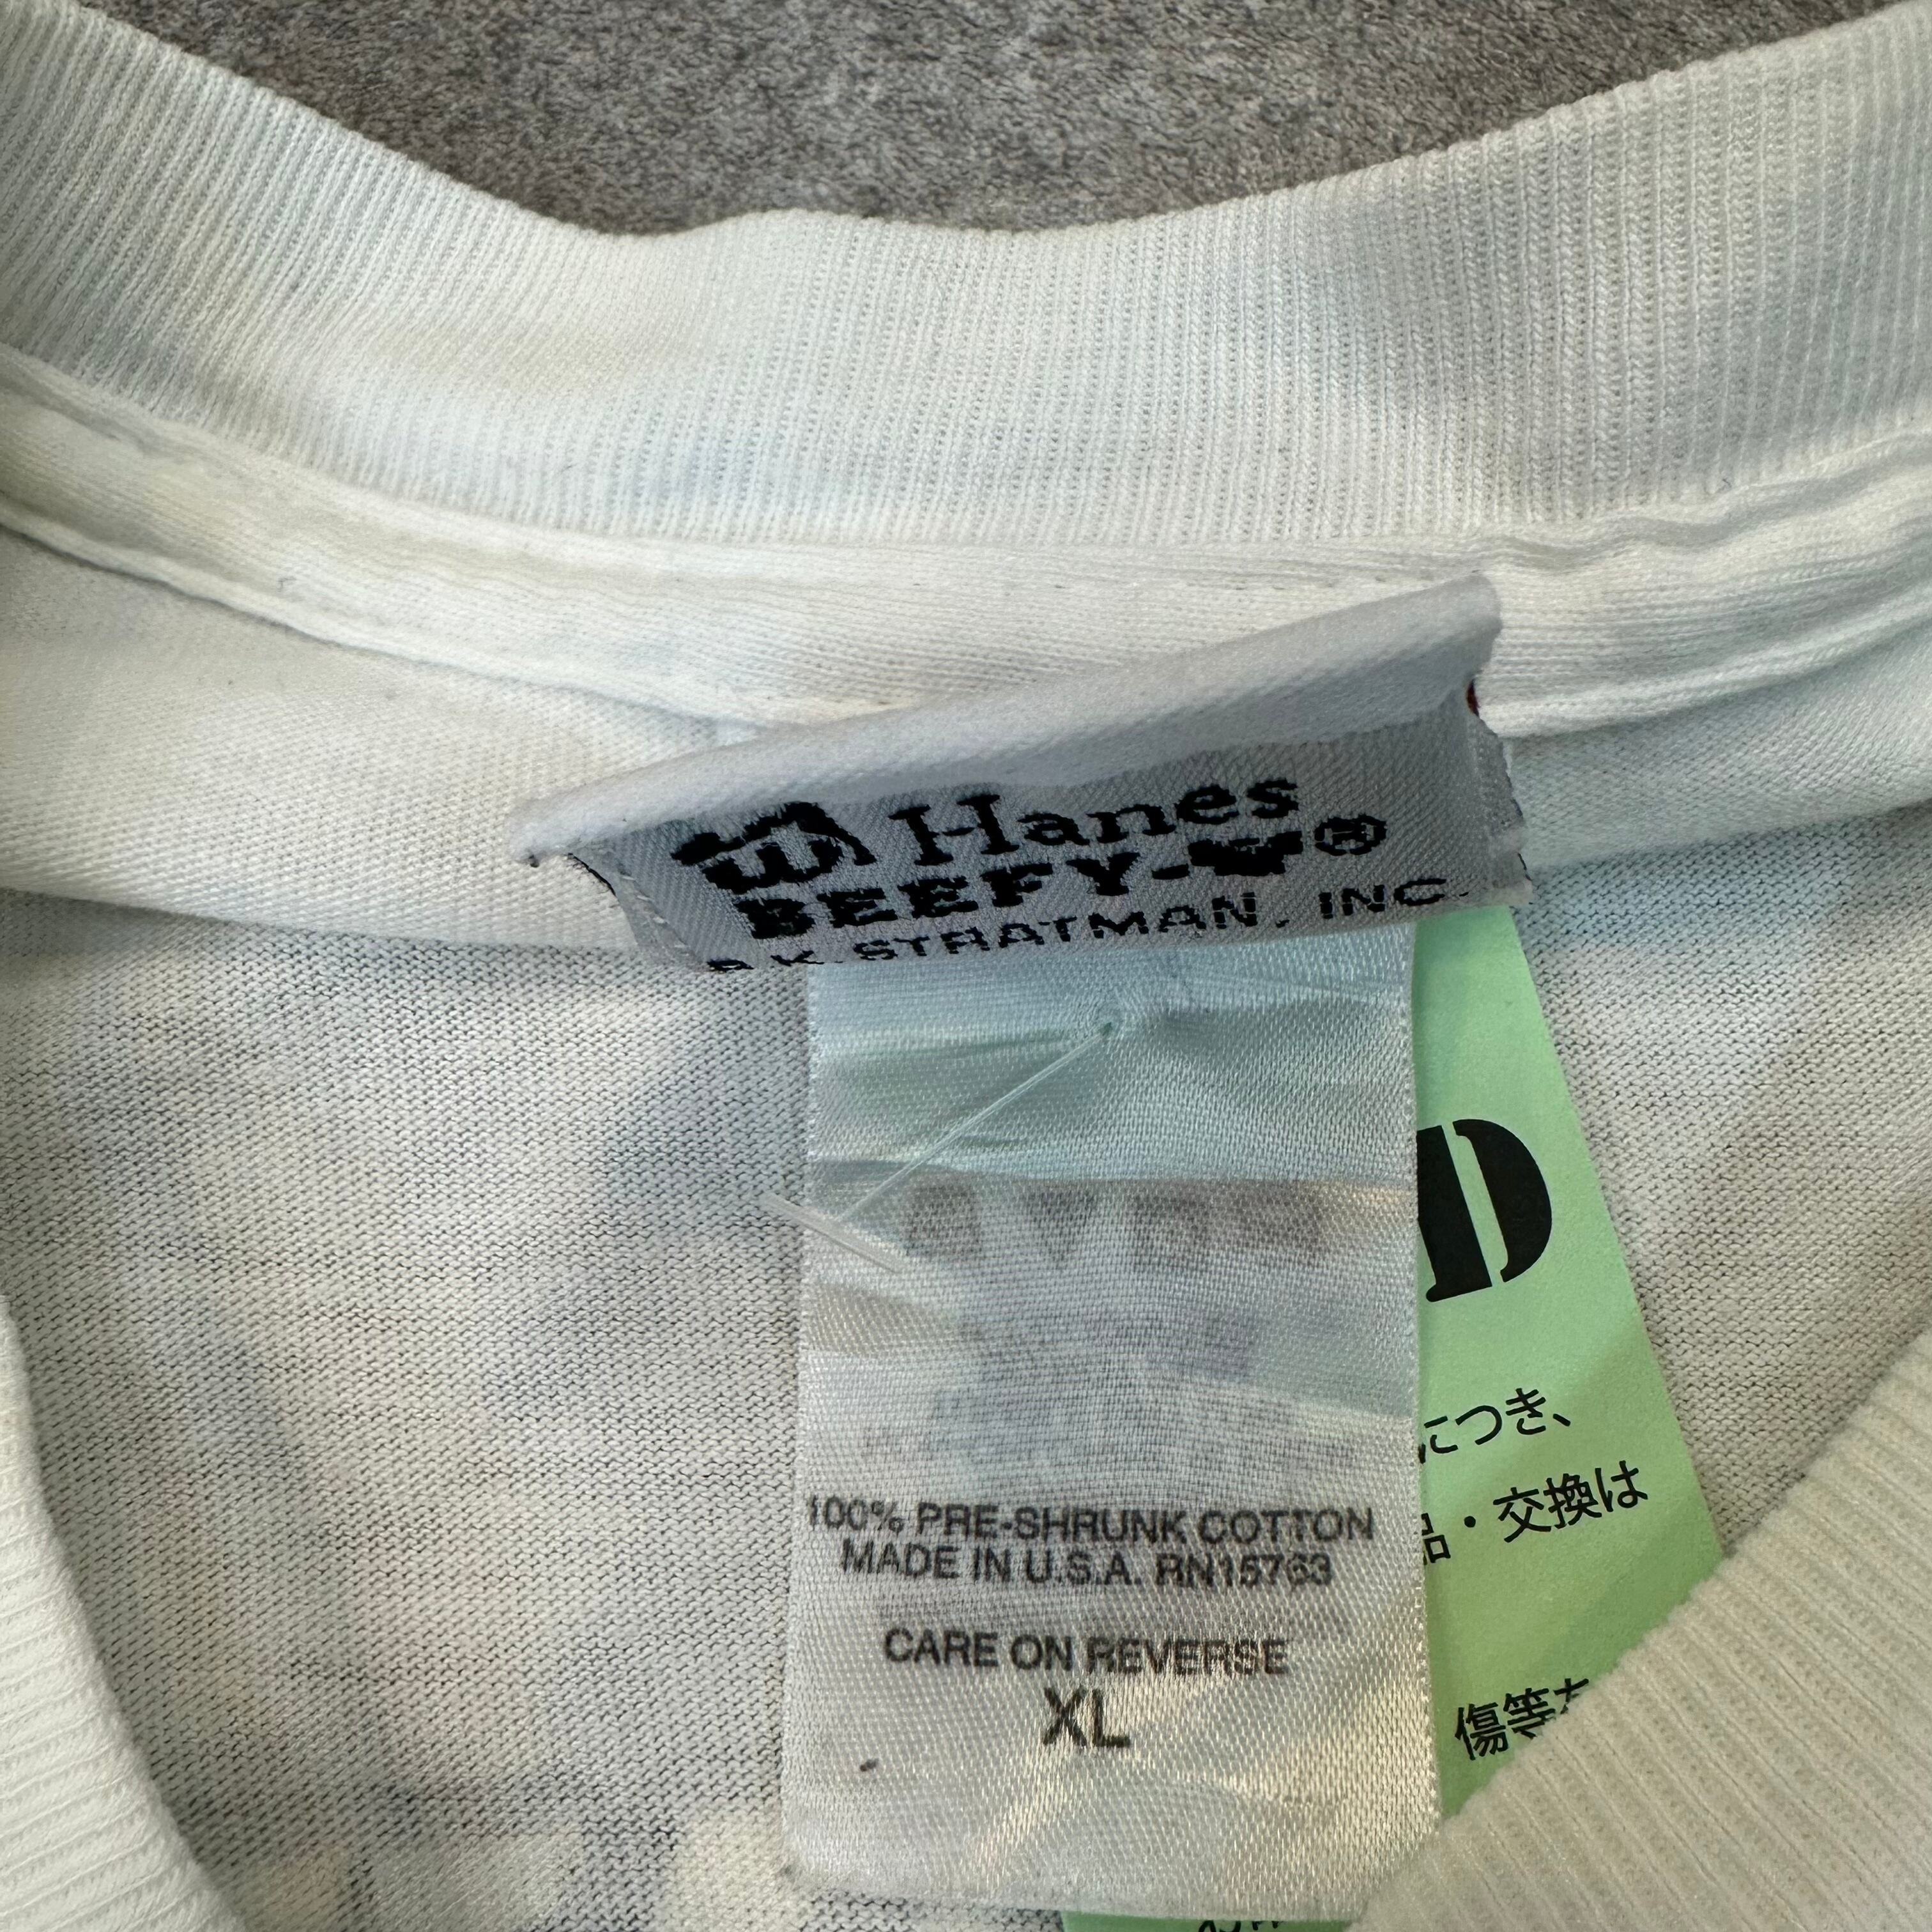 Hanes
BEEFY-T®
R.K. STRATMAN, INC.
100% PRE-SHRUNK COTTON
MADE IN U.S.A. RN15763
CARE ON REVERSE
XL
D
につき、
品・交換は
傷等